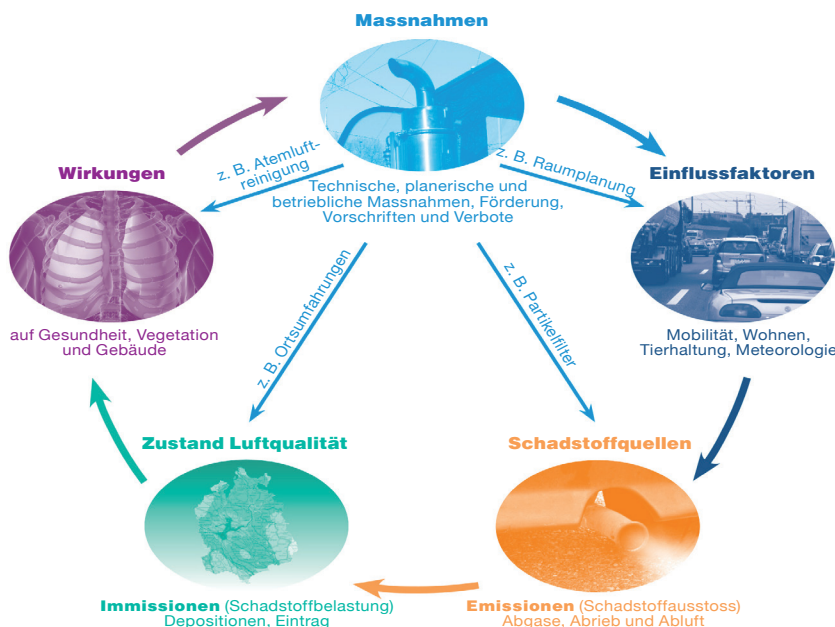 Massnahmen
z. B. Atemluft-
reinigung
z. B. Raumplanung
Wirkungen
Einflussfaktoren
Technische, planerische und
betriebliche Massnahmen, Förderung,
Vorschriften und Verbote
z. B. Ortsumfahrungen
z. B. Partikelfilter
auf Gesundheit, Vegetation
und Gebäude
Mobilität, Wohnen,
Tierhaltung, Meteorologie
Zustand Luftqualität
Schadstoffquellen
Immissionen (Schadstoffbelastung)
Depositionen, Eintrag
Emissionen (Schadstoffausstoss)
Abgase, Abrieb und Abluft